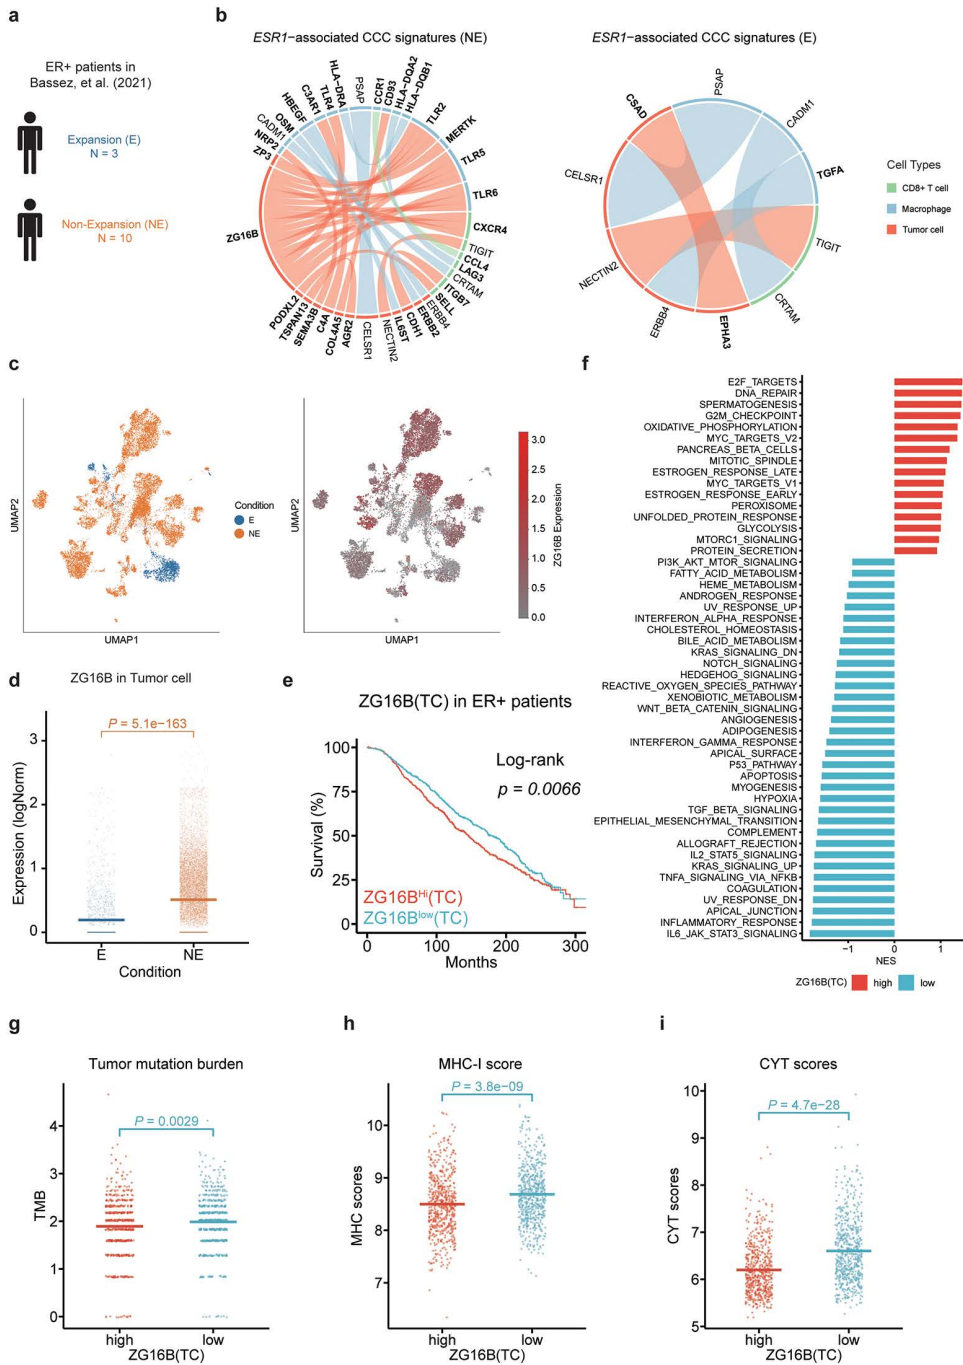 a
ER+ patients in
Bassez, et al. (2021)
Expansion (E)
N = 3
Non-Expansion (NE)
N = 10
b
ESR1−associated CCC signatures (NE)
ZG16B
ZP3
NRP2
CADM1
OSM
HBEGF
C3AR1
TLR4
HLA−DRA
PSAP
CCR1
CD93
HLA−DQA2
HLA−DQB1
TLR2
MERTK
TLR5
TLR6
CXCR4
TIGIT
CCL4
LAG3
CRTAM
ITGB7
SELL
ERBB4
ERBB2
CDH1
IL6ST
NECTIN2
CELSR1
AGR2
COL4A5
C4A
SEMA3B
TSPAN13
PODXL2
ESR1−associated CCC signatures (E)
CELSR1
CSAD
PSAP
CADM1
TGFA
TIGIT
CRTAM
EPHA3
ERBB4
NECTIN2
Cell Types
CD8+ T cell
Macrophage
Tumor cell
c
UMAP2
UMAP1
Condition
E
NE
UMAP2
UMAP1
3.0
2.5
2.0
1.5
1.0
0.5
0.0
ZG16B Expression
d
ZG16B in Tumor cell
P = 5.1e−163
Expression (logNorm)
3
2
1
0
E
NE
Condition
e
ZG16B(TC) in ER+ patients
Log-rank
p = 0.0066
Survival (%)
100
75
50
25
0
ZG16BHi(TC)
ZG16Blow(TC)
0
100
200
300
Months
f
E2F_TARGETS
DNA_REPAIR
SPERMATOGENESIS
G2M_CHECKPOINT
OXIDATIVE_PHOSPHORYLATION
MYC_TARGETS_V2
PANCREAS_BETA_CELLS
MITOTIC_SPINDLE
ESTROGEN_RESPONSE_LATE
MYC_TARGETS_V1
ESTROGEN_RESPONSE_EARLY
PEROXISOME
UNFOLDED_PROTEIN_RESPONSE
GLYCOLYSIS
MTORC1_SIGNALING
PROTEIN_SECRETION
PI3K_AKT_MTOR_SIGNALING
FATTY_ACID_METABOLISM
HEME_METABOLISM
ANDROGEN_RESPONSE
UV_RESPONSE_UP
INTERFERON_ALPHA_RESPONSE
CHOLESTEROL_HOMEOSTASIS
BILE_ACID_METABOLISM
KRAS_SIGNALING_DN
NOTCH_SIGNALING
HEDGEHOG_SIGNALING
REACTIVE_OXYGEN_SPECIES_PATHWAY
XENOBIOTIC_METABOLISM
WNT_BETA_CATENIN_SIGNALING
ANGIOGENESIS
ADIPOGENESIS
INTERFERON_GAMMA_RESPONSE
APICAL_SURFACE
P53_PATHWAY
APOPTOSIS
MYOGENESIS
HYPOXIA
TGF_BETA_SIGNALING
EPITHELIAL_MESENCHYMAL_TRANSITION
COMPLEMENT
ALLOGRAFT_REJECTION
IL2_STAT5_SIGNALING
KRAS_SIGNALING_UP
TNFA_SIGNALING_VIA_NFKB
COAGULATION
UV_RESPONSE_DN
APICAL_JUNCTION
INFLAMMATORY_RESPONSE
IL6_JAK_STAT3_SIGNALING
−1
0
1
NES
ZG16B(TC)
high
low
g
Tumor mutation burden
P = 0.0029
TMB
4
3
2
1
0
high
low
ZG16B(TC)
h
MHC-I score
P = 3.8e−09
MHC scores
10
9
8
7
high
low
ZG16B(TC)
i
CYT scores
P = 4.7e−28
CYT scores
10
9
8
7
6
5
high
low
ZG16B(TC)